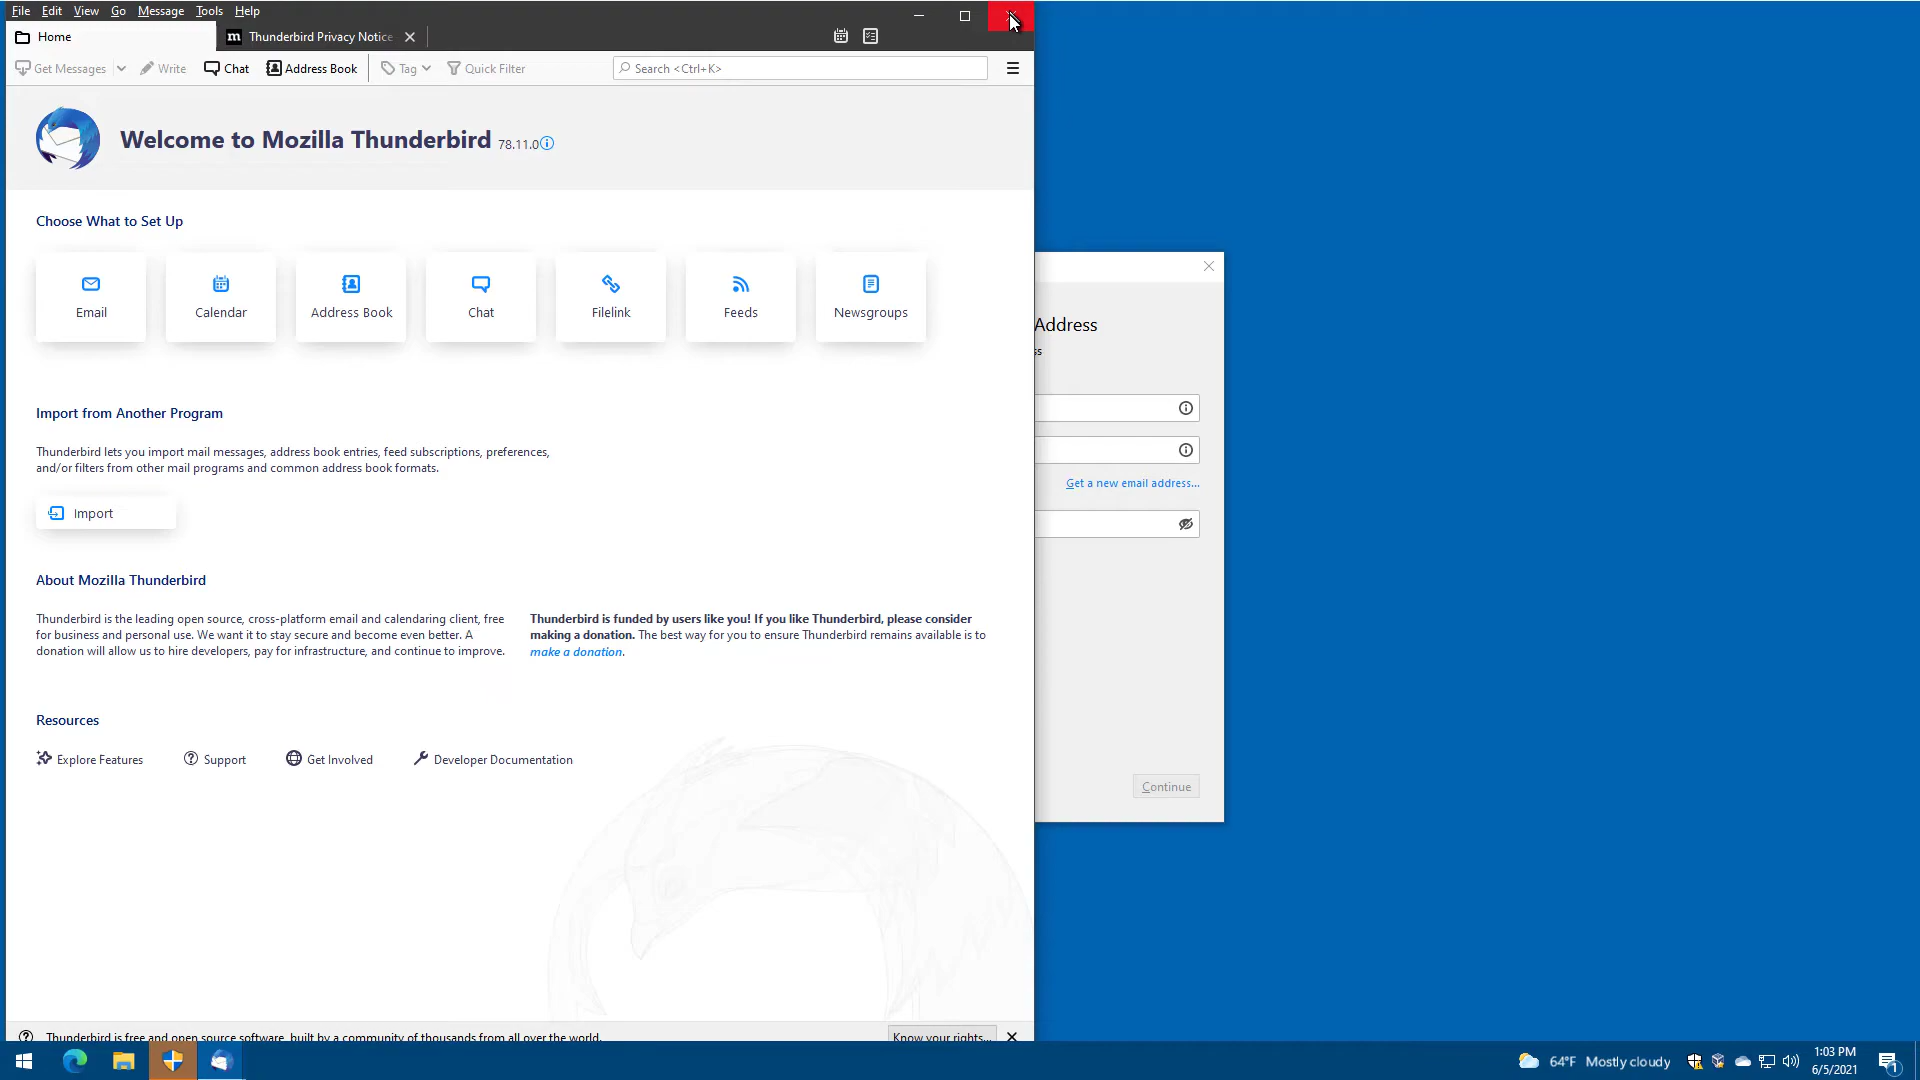 File Edit View Go Message Tools Help
Home
m Thunderbird Privacy Notice
Get Messages Write Chat Address Book Tag Quick Filter Search <Ctrl+K>
Welcome to Mozilla Thunderbird 78.11.0
Choose What to Set Up
Email Calendar Address Book Chat Filelink Feeds Newsgroups
Import from Another Program
Thunderbird lets you import mail messages, address book entries, feed subscriptions, preferences,
and/or filters from other mail programs and common address book formats.
Import
About Mozilla Thunderbird
Thunderbird is the leading open source, cross-platform email and calendaring client, free
for business and personal use. We want it to stay secure and become even better. A
donation will allow us to hire developers, pay for infrastructure, and continue to improve.
Thunderbird is funded by users like you! If you like Thunderbird, please consider
making a donation. The best way for you to ensure Thunderbird remains available is to
make a donation.
Resources
Explore Features Support Get Involved Developer Documentation
Thunderbird is free and open source software, built by a community of thousands from all over the world.
Know your rights...
Address
ss
Get a new email address...
Continue
64°F Mostly cloudy
1:03 PM
6/5/2021
1